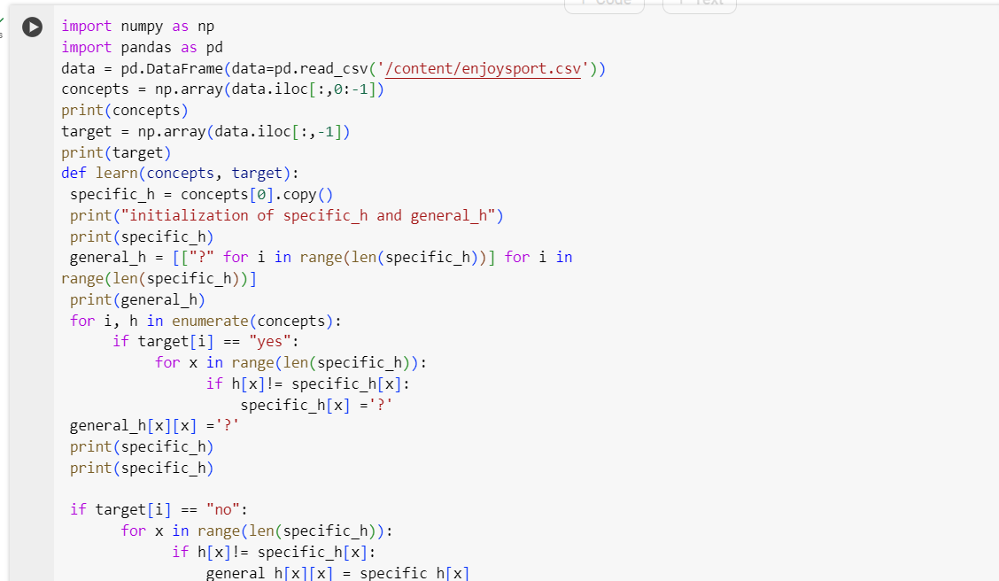 Code Text
s
import numpy as np
import pandas as pd
data = pd.DataFrame(data=pd.read_csv('/content/enjoysport.csv'))
concepts = np.array(data.iloc[:,0:-1])
print(concepts)
target = np.array(data.iloc[:,-1])
print(target)
def learn(concepts, target):
 specific_h = concepts[0].copy()
 print("initialization of specific_h and general_h")
 print(specific_h)
 general_h = [["?" for i in range(len(specific_h))] for i in
range(len(specific_h))]
 print(general_h)
 for i, h in enumerate(concepts):
      if target[i] == "yes":
           for x in range(len(specific_h)):
                 if h[x]!= specific_h[x]:
                     specific_h[x] ='?'
 general_h[x][x] ='?'
 print(specific_h)
 print(specific_h)

 if target[i] == "no":
       for x in range(len(specific_h)):
             if h[x]!= specific_h[x]:
                 general_h[x][x] = specific_h[x]